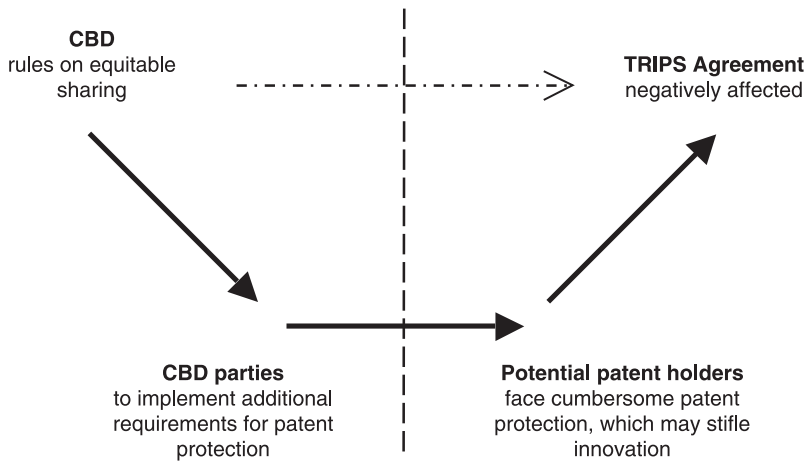 CBD
rules on equitable
sharing
TRIPS Agreement
negatively affected
CBD parties
to implement additional
requirements for patent
protection
Potential patent holders
face cumbersome patent
protection, which may stifle
innovation